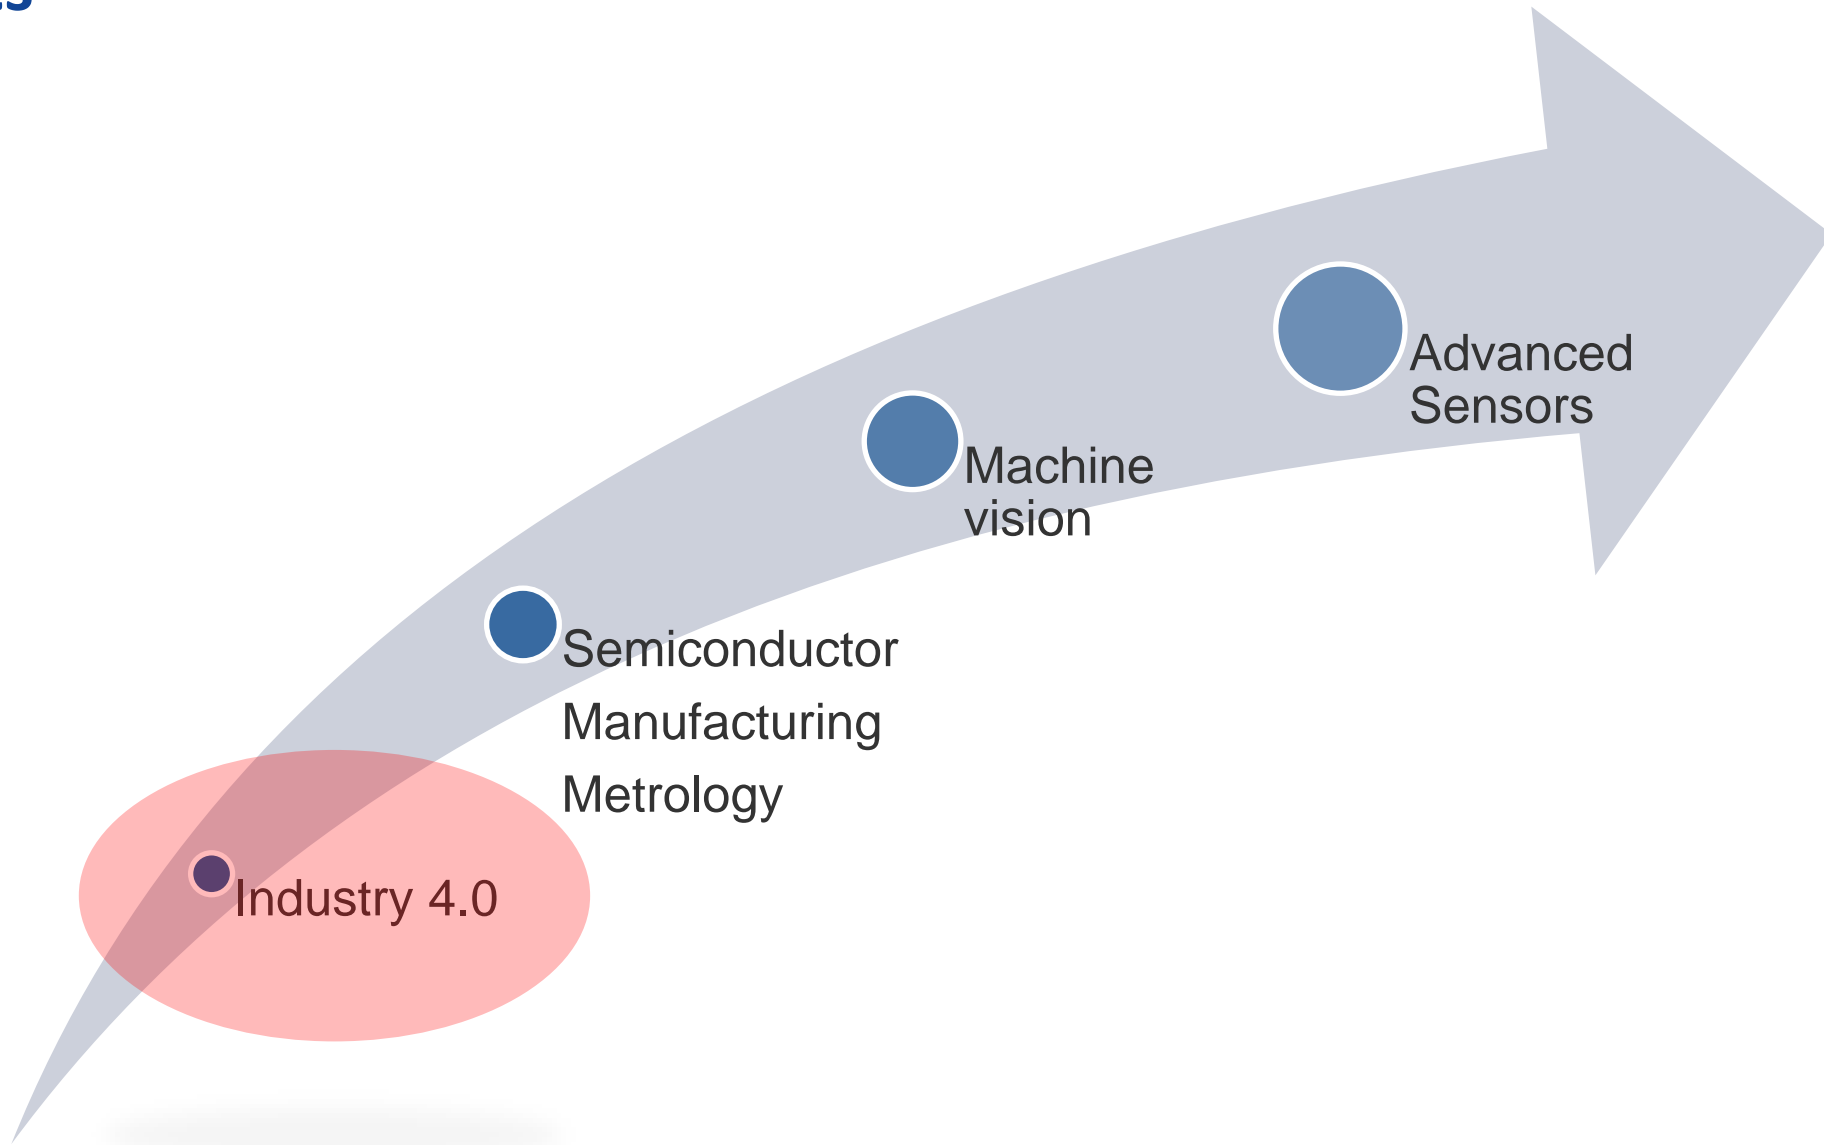 Advanced
Sensors
Machine
vision
Semiconductor
Manufacturing
Metrology
Industry 4.0